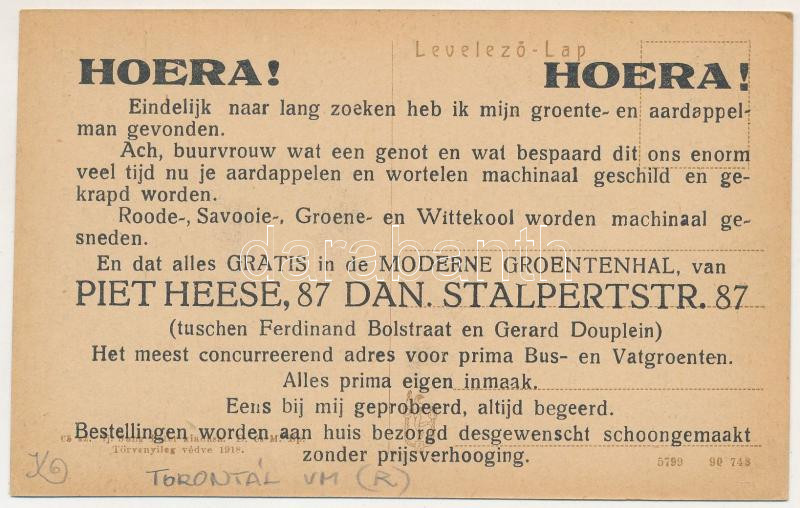 Levelező-Lap
HOERA! HOERA!
Eindelijk naar lang zoeken heb ik mijn groente- en aardappel-
man gevonden.
Ach, buurvrouw wat een genot en wat bespaard dit ons enorm
veel tijd nu je aardappelen en wortelen machinaal geschild en ge-
krapd worden.
Roode-, Savooie-, Groene- en Wittekool worden machinaal ge-
sneden.
En dat alles GRATIS in de MODERNE GROENTENHAL, van
darabanth
PIET HEESE, 87 DAN. STALPERTSTR. 87
(tuschen Ferdinand Bolstraat en Gerard Douplein)
Het meest concurreerend adres voor prima Bus- en Vatgroenten.
Alles prima eigen inmaak.
Eens bij mij geprobeerd, altijd begeerd.
Bestellingen worden aan huis bezorgd desgewenscht schoongemaakt
zonder prijsverhooging.
Törvenyileg védve 1918.
5799 90 748
TORONTÁL VM (R)